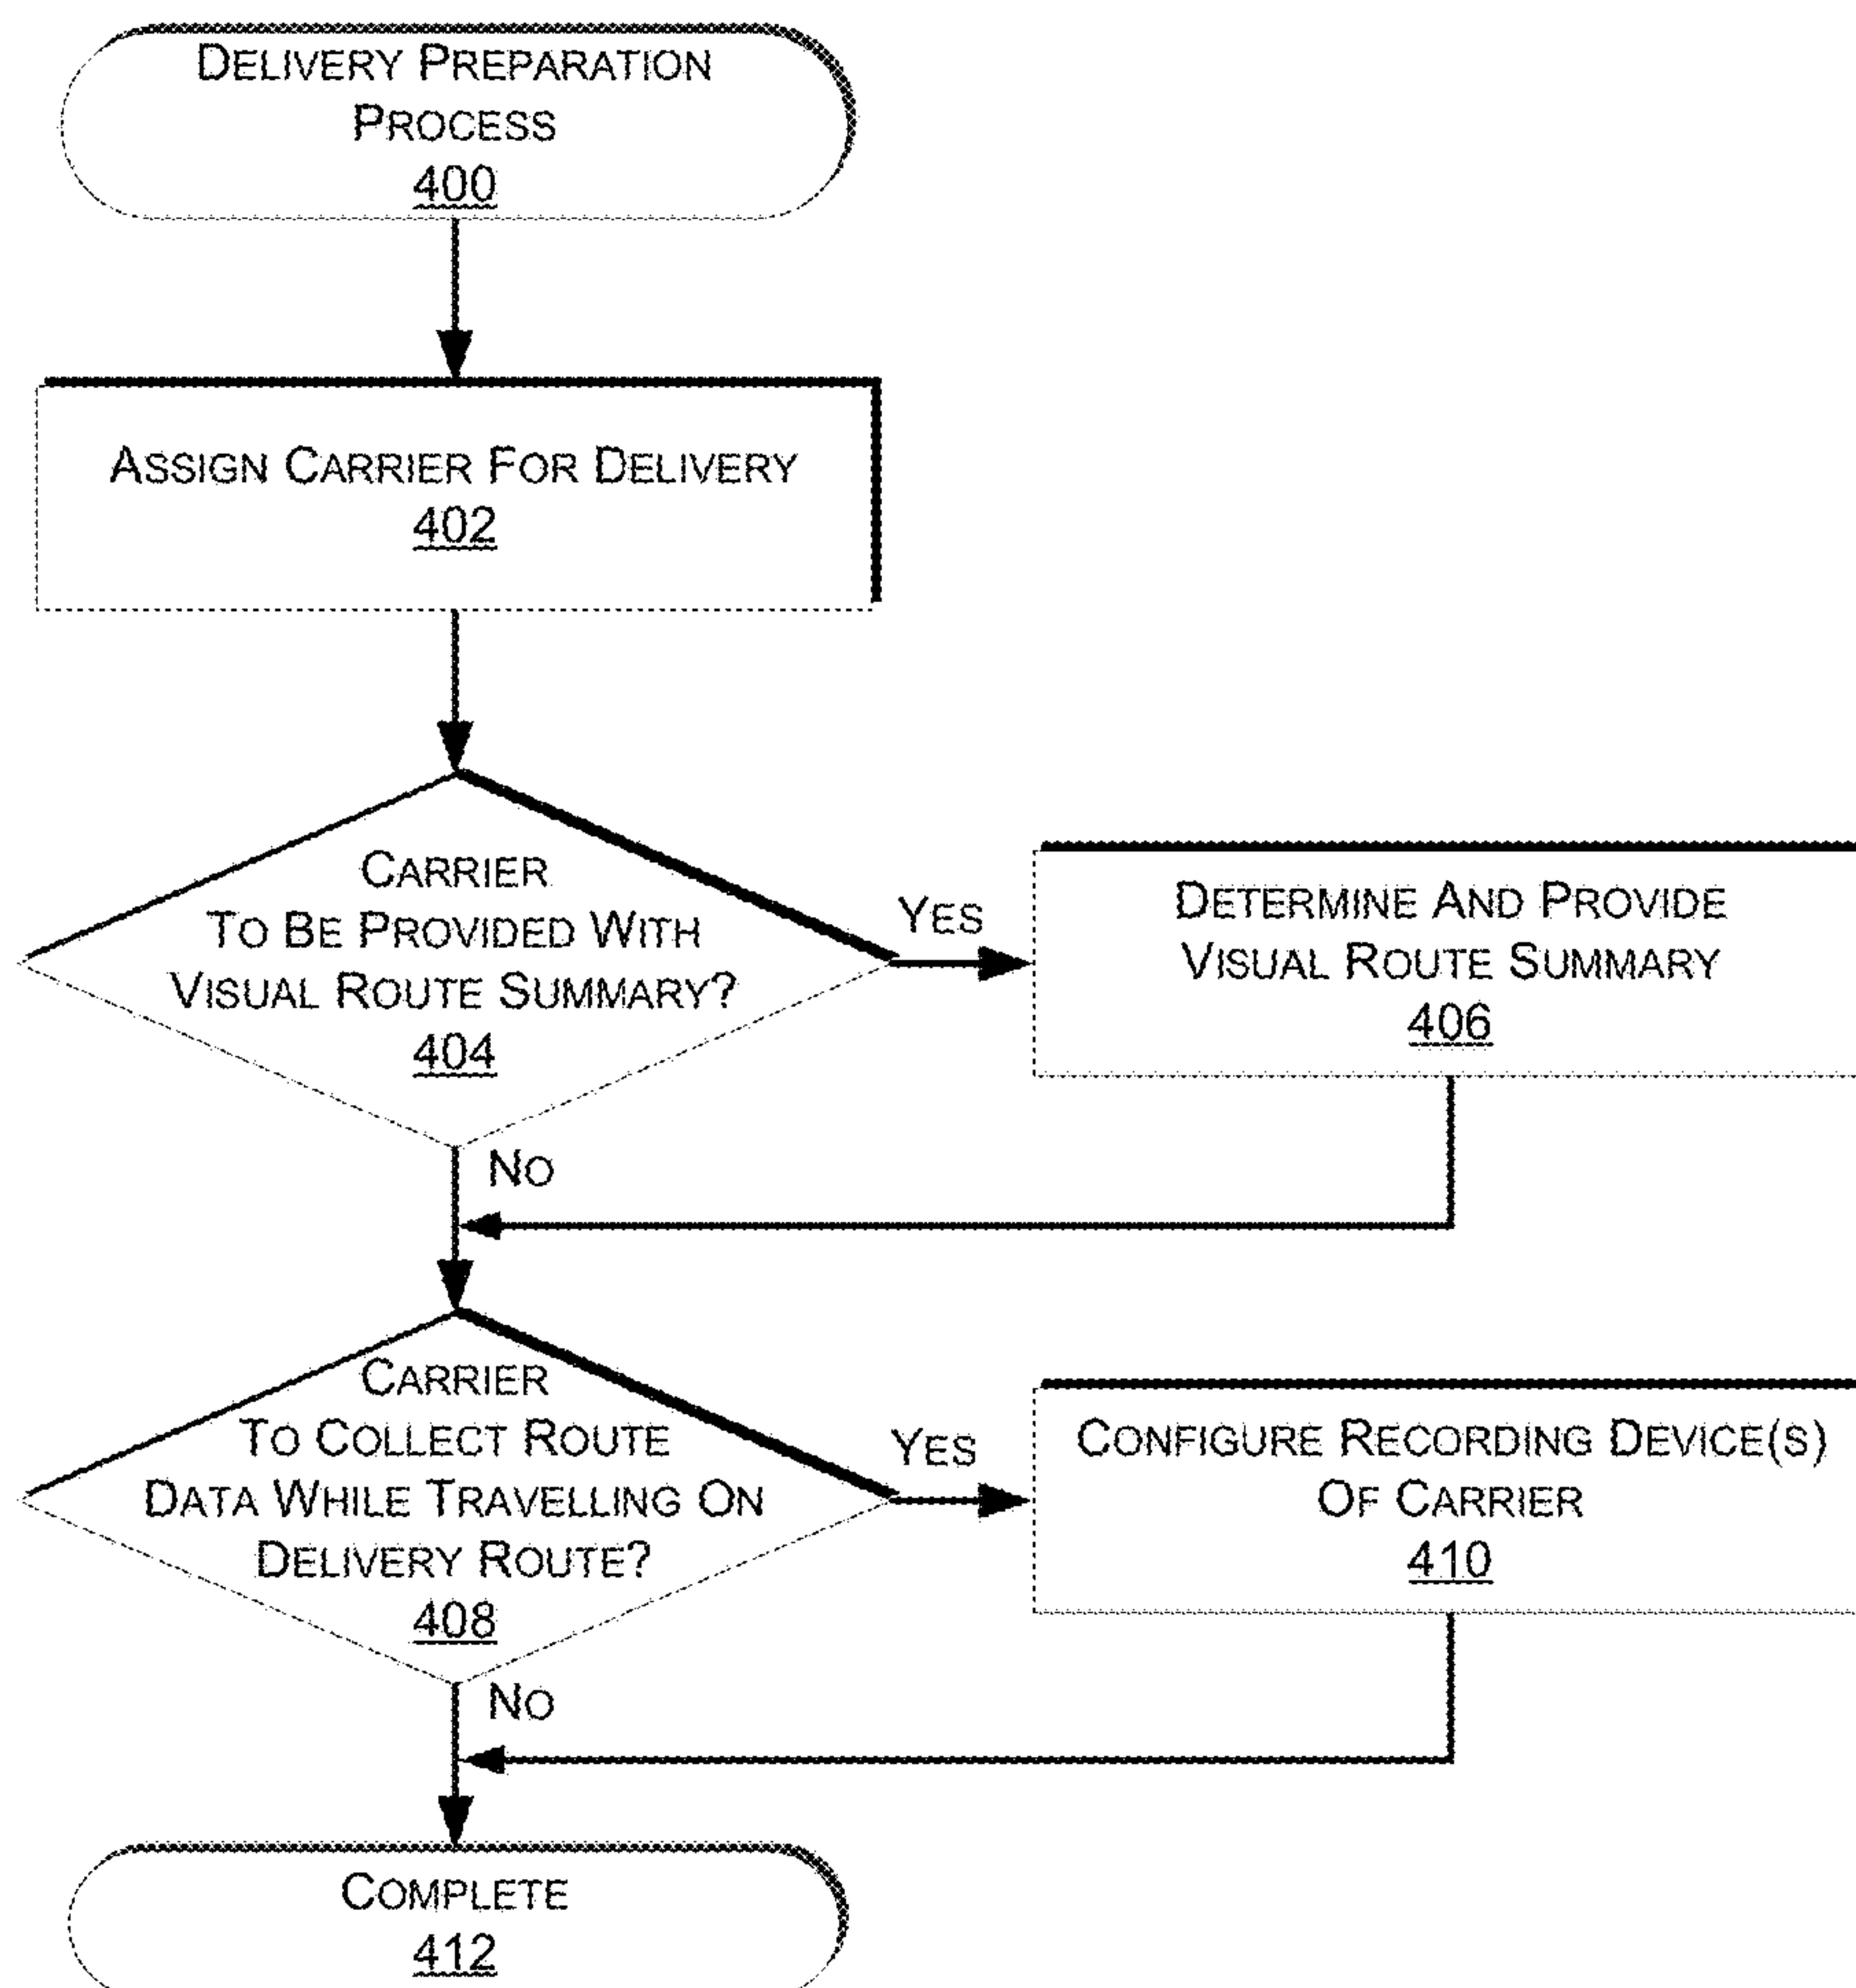 DELIVERY PREPARATION
PROCESS
400
ASSIGN CARRIER FOR DELIVERY
402
CARRIER
TO BE PROVIDED WITH
VISUAL ROUTE SUMMARY?
404
YES
DETERMINE AND PROVIDE
VISUAL ROUTE SUMMARY
406
NO
CARRIER
TO COLLECT ROUTE
DATA WHILE TRAVELLING ON
DELIVERY ROUTE?
408
YES
CONFIGURE RECORDING DEVICE(S)
OF CARRIER
410
NO
COMPLETE
412